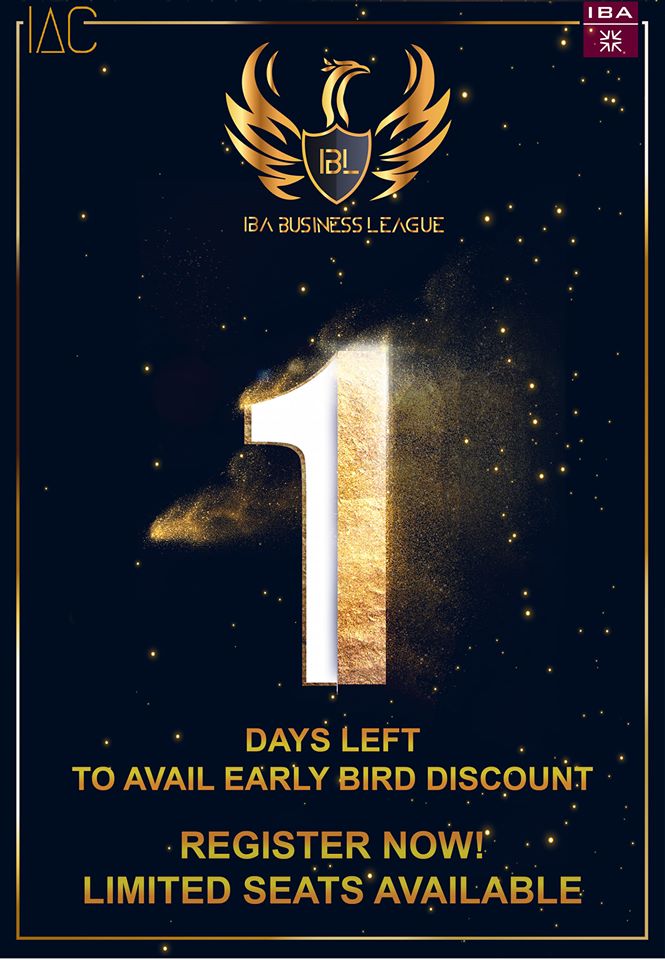 IAC
IBA
IBL
IBA BUSINESS LEAGUE
1
DAYS LEFT
TO AVAIL EARLY BIRD DISCOUNT
REGISTER NOW!
LIMITED SEATS AVAILABLE